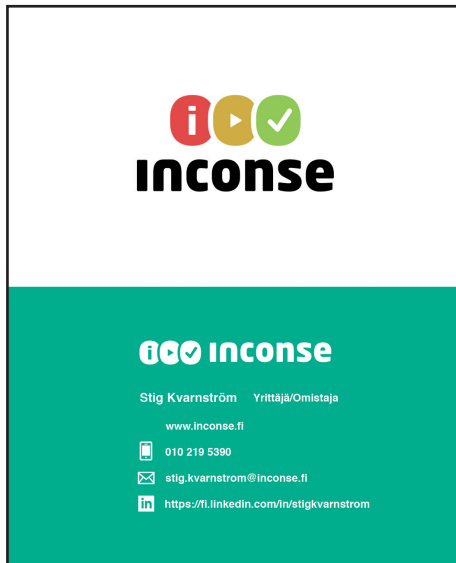 i
inconse
i inconse
Stig Kvarnström Yrittäjä/Omistaja
www.inconse.fi
010 219 5390
stig.kvarnstrom@inconse.fi
in https://fi.linkedin.com/in/stigkvarnstrom